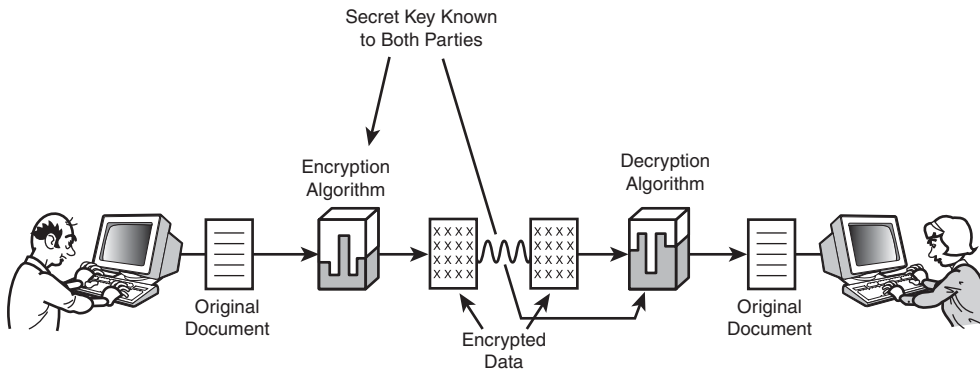 Secret Key Known
to Both Parties
Encryption
Algorithm
Decryption
Algorithm
X X X X
X X X X
X X X X
X X X X
X X X X
X X X X
X X X X
X X X X
Original
Document
Encrypted
Data
Original
Document